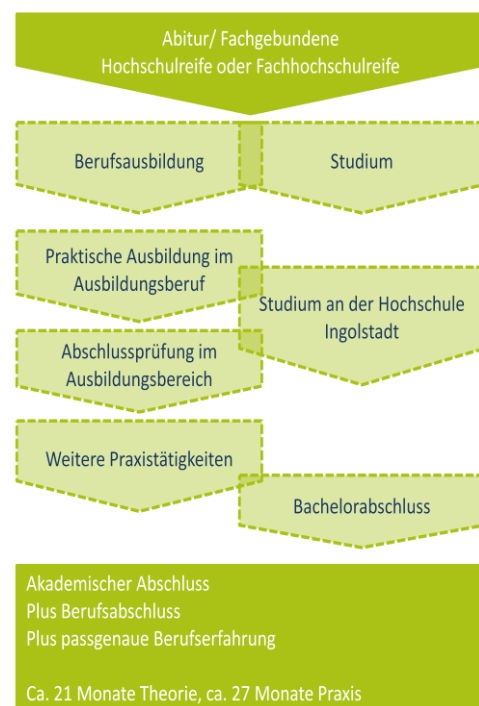 Abitur/ Fachgebundene
Hochschulreife oder Fachhochschulreife
Berufsausbildung
Studium
Praktische Ausbildung im
Ausbildungsberuf
Studium an der Hochschule
Ingolstadt
Abschlussprüfung im
Ausbildungsbereich
Weitere Praxistätigkeiten
Bachelorabschluss
Akademischer Abschluss
Plus Berufsabschluss
Plus passgenaue Berufserfahrung
Ca. 21 Monate Theorie, ca. 27 Monate Praxis